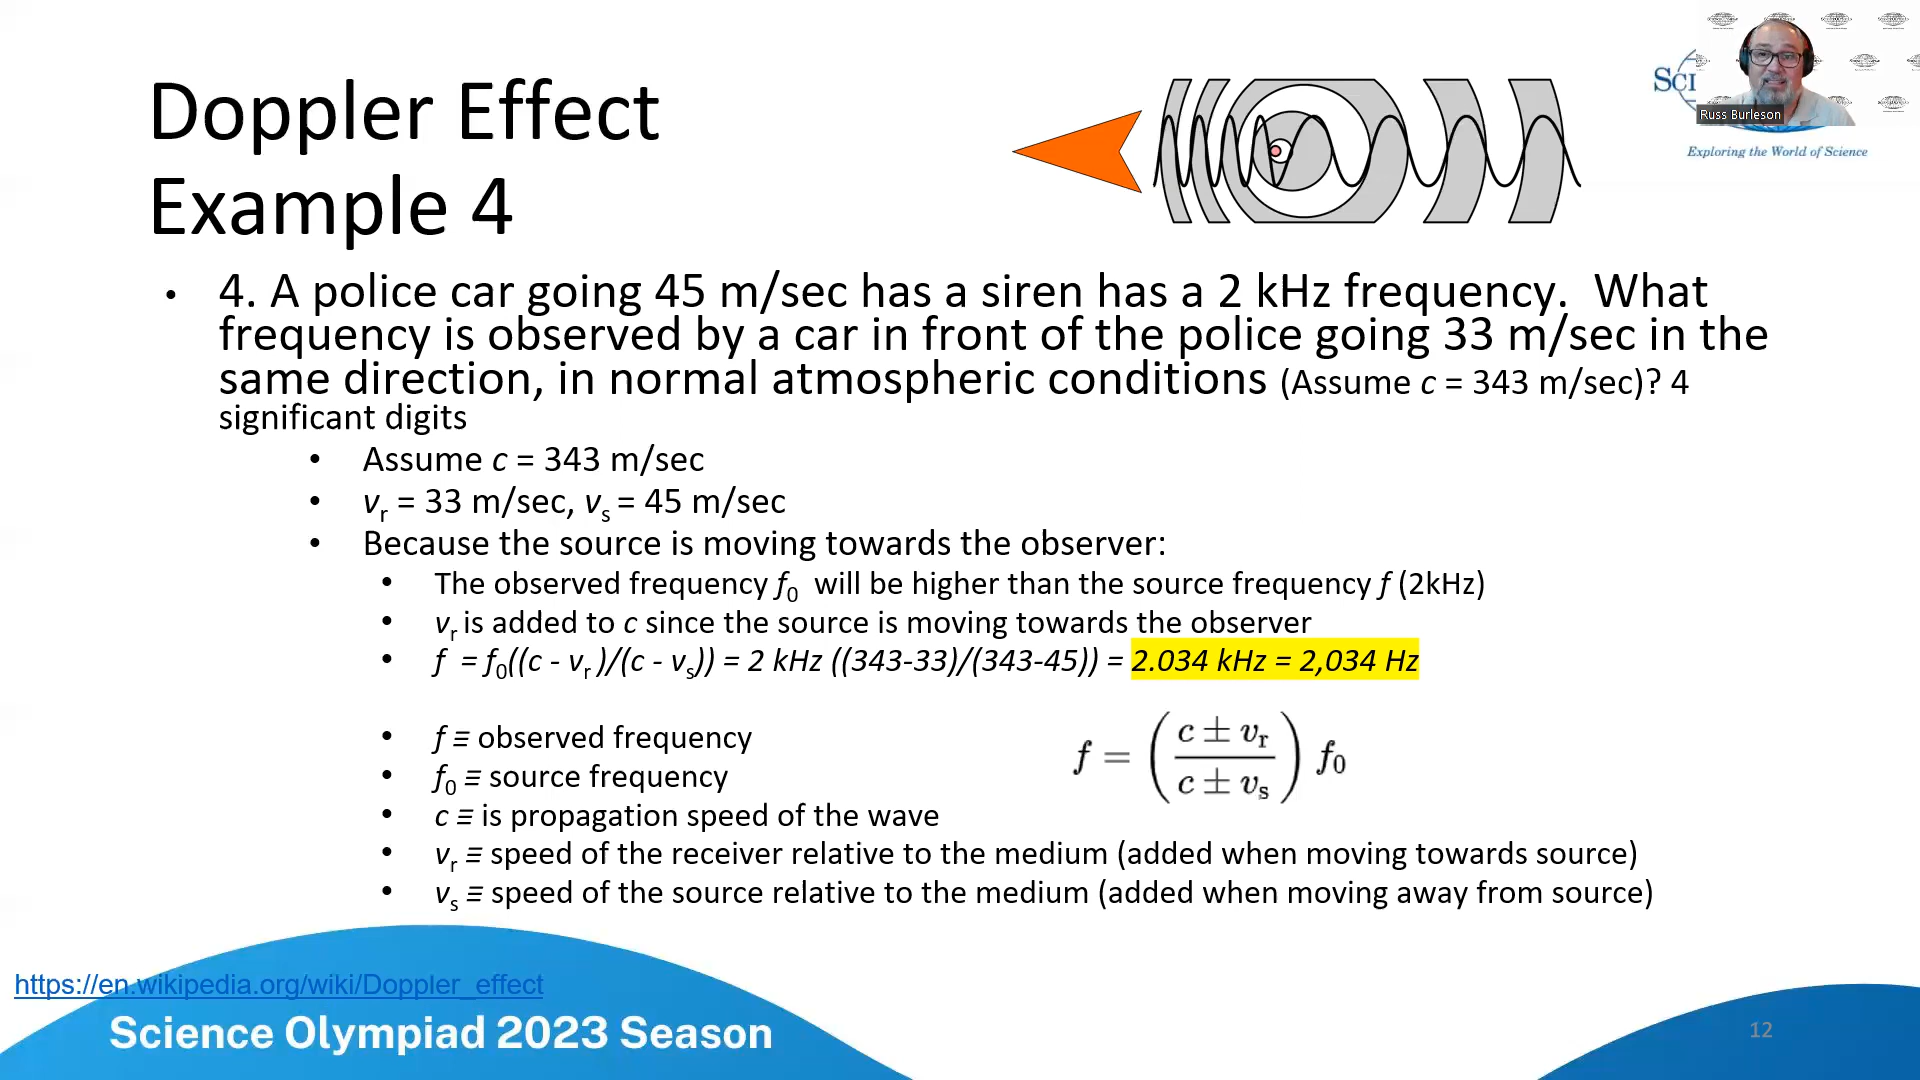 Doppler Effect
Example 4
Sci
Russ Burleson
Exploring the World of Science
• 4. A police car going 45 m/sec has a siren has a 2 kHz frequency. What
frequency is observed by a car in front of the police going 33 m/sec in the
same direction, in normal atmospheric conditions (Assume c = 343 m/sec)? 4
significant digits
• Assume c = 343 m/sec
• vr = 33 m/sec, vs = 45 m/sec
• Because the source is moving towards the observer:
• The observed frequency f0 will be higher than the source frequency f (2kHz)
• vr is added to c since the source is moving towards the observer
• f = f0((c - vr )/(c - vs)) = 2 kHz ((343-33)/(343-45)) = 2.034 kHz = 2,034 Hz
• f ≡ observed frequency
• f0 ≡ source frequency
f = ( c ± vr / c ± vs ) f0
• c ≡ is propagation speed of the wave
• vr ≡ speed of the receiver relative to the medium (added when moving towards source)
• vs ≡ speed of the source relative to the medium (added when moving away from source)
https://en.wikipedia.org/wiki/Doppler_effect
Science Olympiad 2023 Season
12